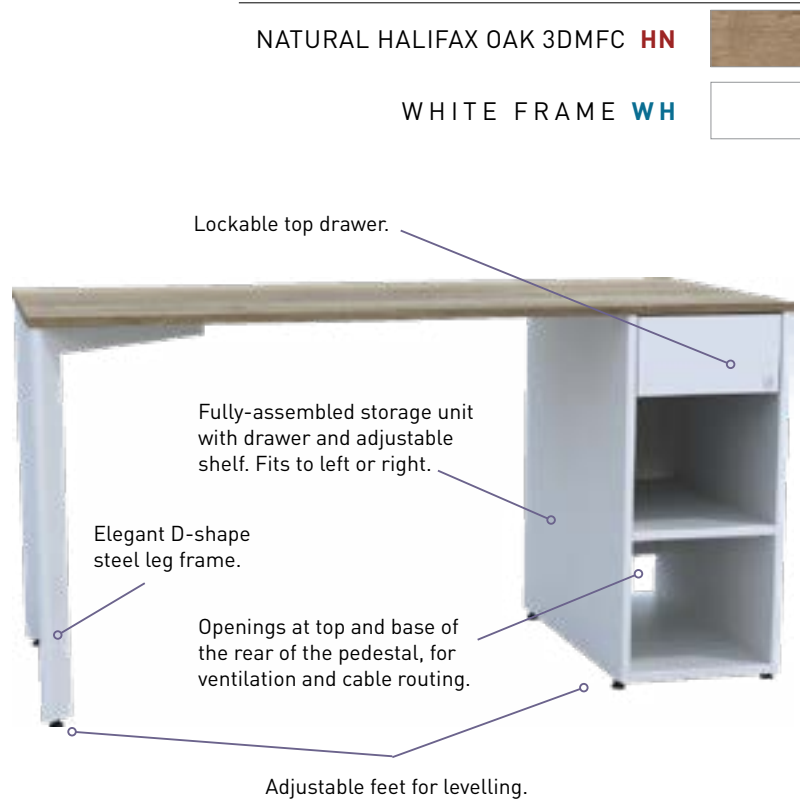 NATURAL HALIFAX OAK 3DMFC HN
WHITE FRAME WH
Lockable top drawer.
Fully-assembled storage unit
with drawer and adjustable
shelf. Fits to left or right.
Elegant D-shape
steel leg frame.
Openings at top and base of
the rear of the pedestal, for
ventilation and cable routing.
Adjustable feet for levelling.